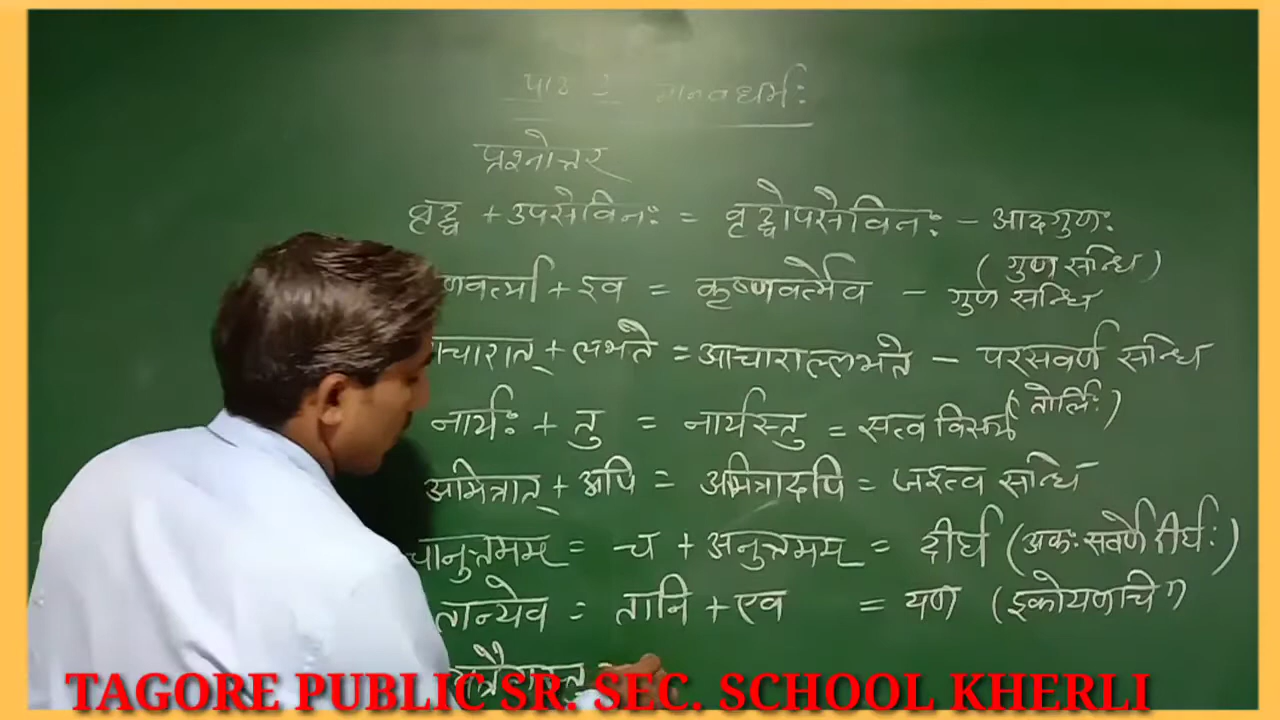 पाठ मानवधर्मः
प्रश्नोत्तर
वृद्ध + उपसेविनः = वृद्धोपसेविनः - आदगुणः
(गुण सन्धि)
णवर्त्मा + इव = कृष्णवर्त्मेव - गुण सन्धि
ाचारात् + लभते = आचाराल्लभते - परसवर्ण सन्धि
(तोर्लिः)
नार्यः + तु = नार्यस्तु = सत्व विसर्ग
अमित्रात् + अपि = अमित्रादपि = जश्त्व सन्धि
चानुत्तमम् = च + अनुत्तमम् = दीर्घ (अकः सवर्णे दीर्घः)
तान्येव = तानि + एव = यण (इकोयणचि)
TAGORE PUBLIC SR. SEC. SCHOOL KHERLI